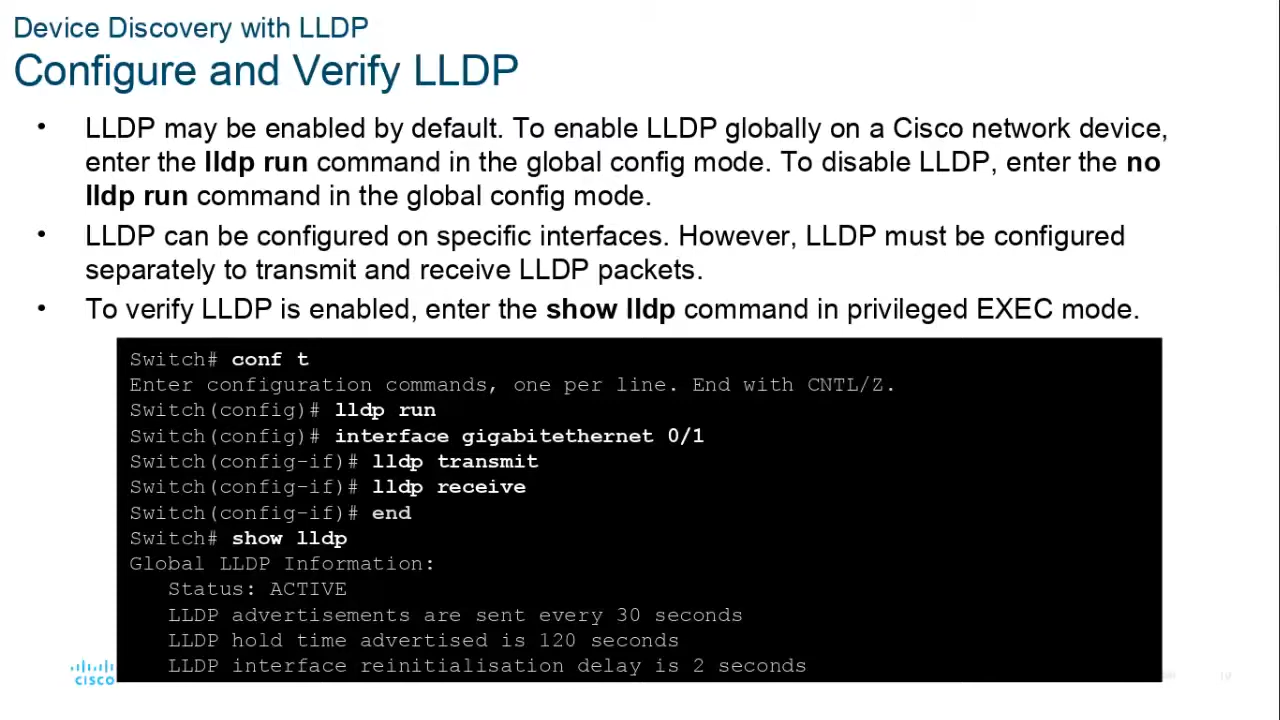 Device Discovery with LLDP
Configure and Verify LLDP
• LLDP may be enabled by default. To enable LLDP globally on a Cisco network device,
enter the lldp run command in the global config mode. To disable LLDP, enter the no
lldp run command in the global config mode.
• LLDP can be configured on specific interfaces. However, LLDP must be configured
separately to transmit and receive LLDP packets.
• To verify LLDP is enabled, enter the show lldp command in privileged EXEC mode.
Switch# conf t
Enter configuration commands, one per line. End with CNTL/Z.
Switch(config)# lldp run
Switch(config)# interface gigabitethernet 0/1
Switch(config-if)# lldp transmit
Switch(config-if)# lldp receive
Switch(config-if)# end
Switch# show lldp
Global LLDP Information:
Status: ACTIVE
LLDP advertisements are sent every 30 seconds
LLDP hold time advertised is 120 seconds
LLDP interface reinitialisation delay is 2 seconds
CISCO